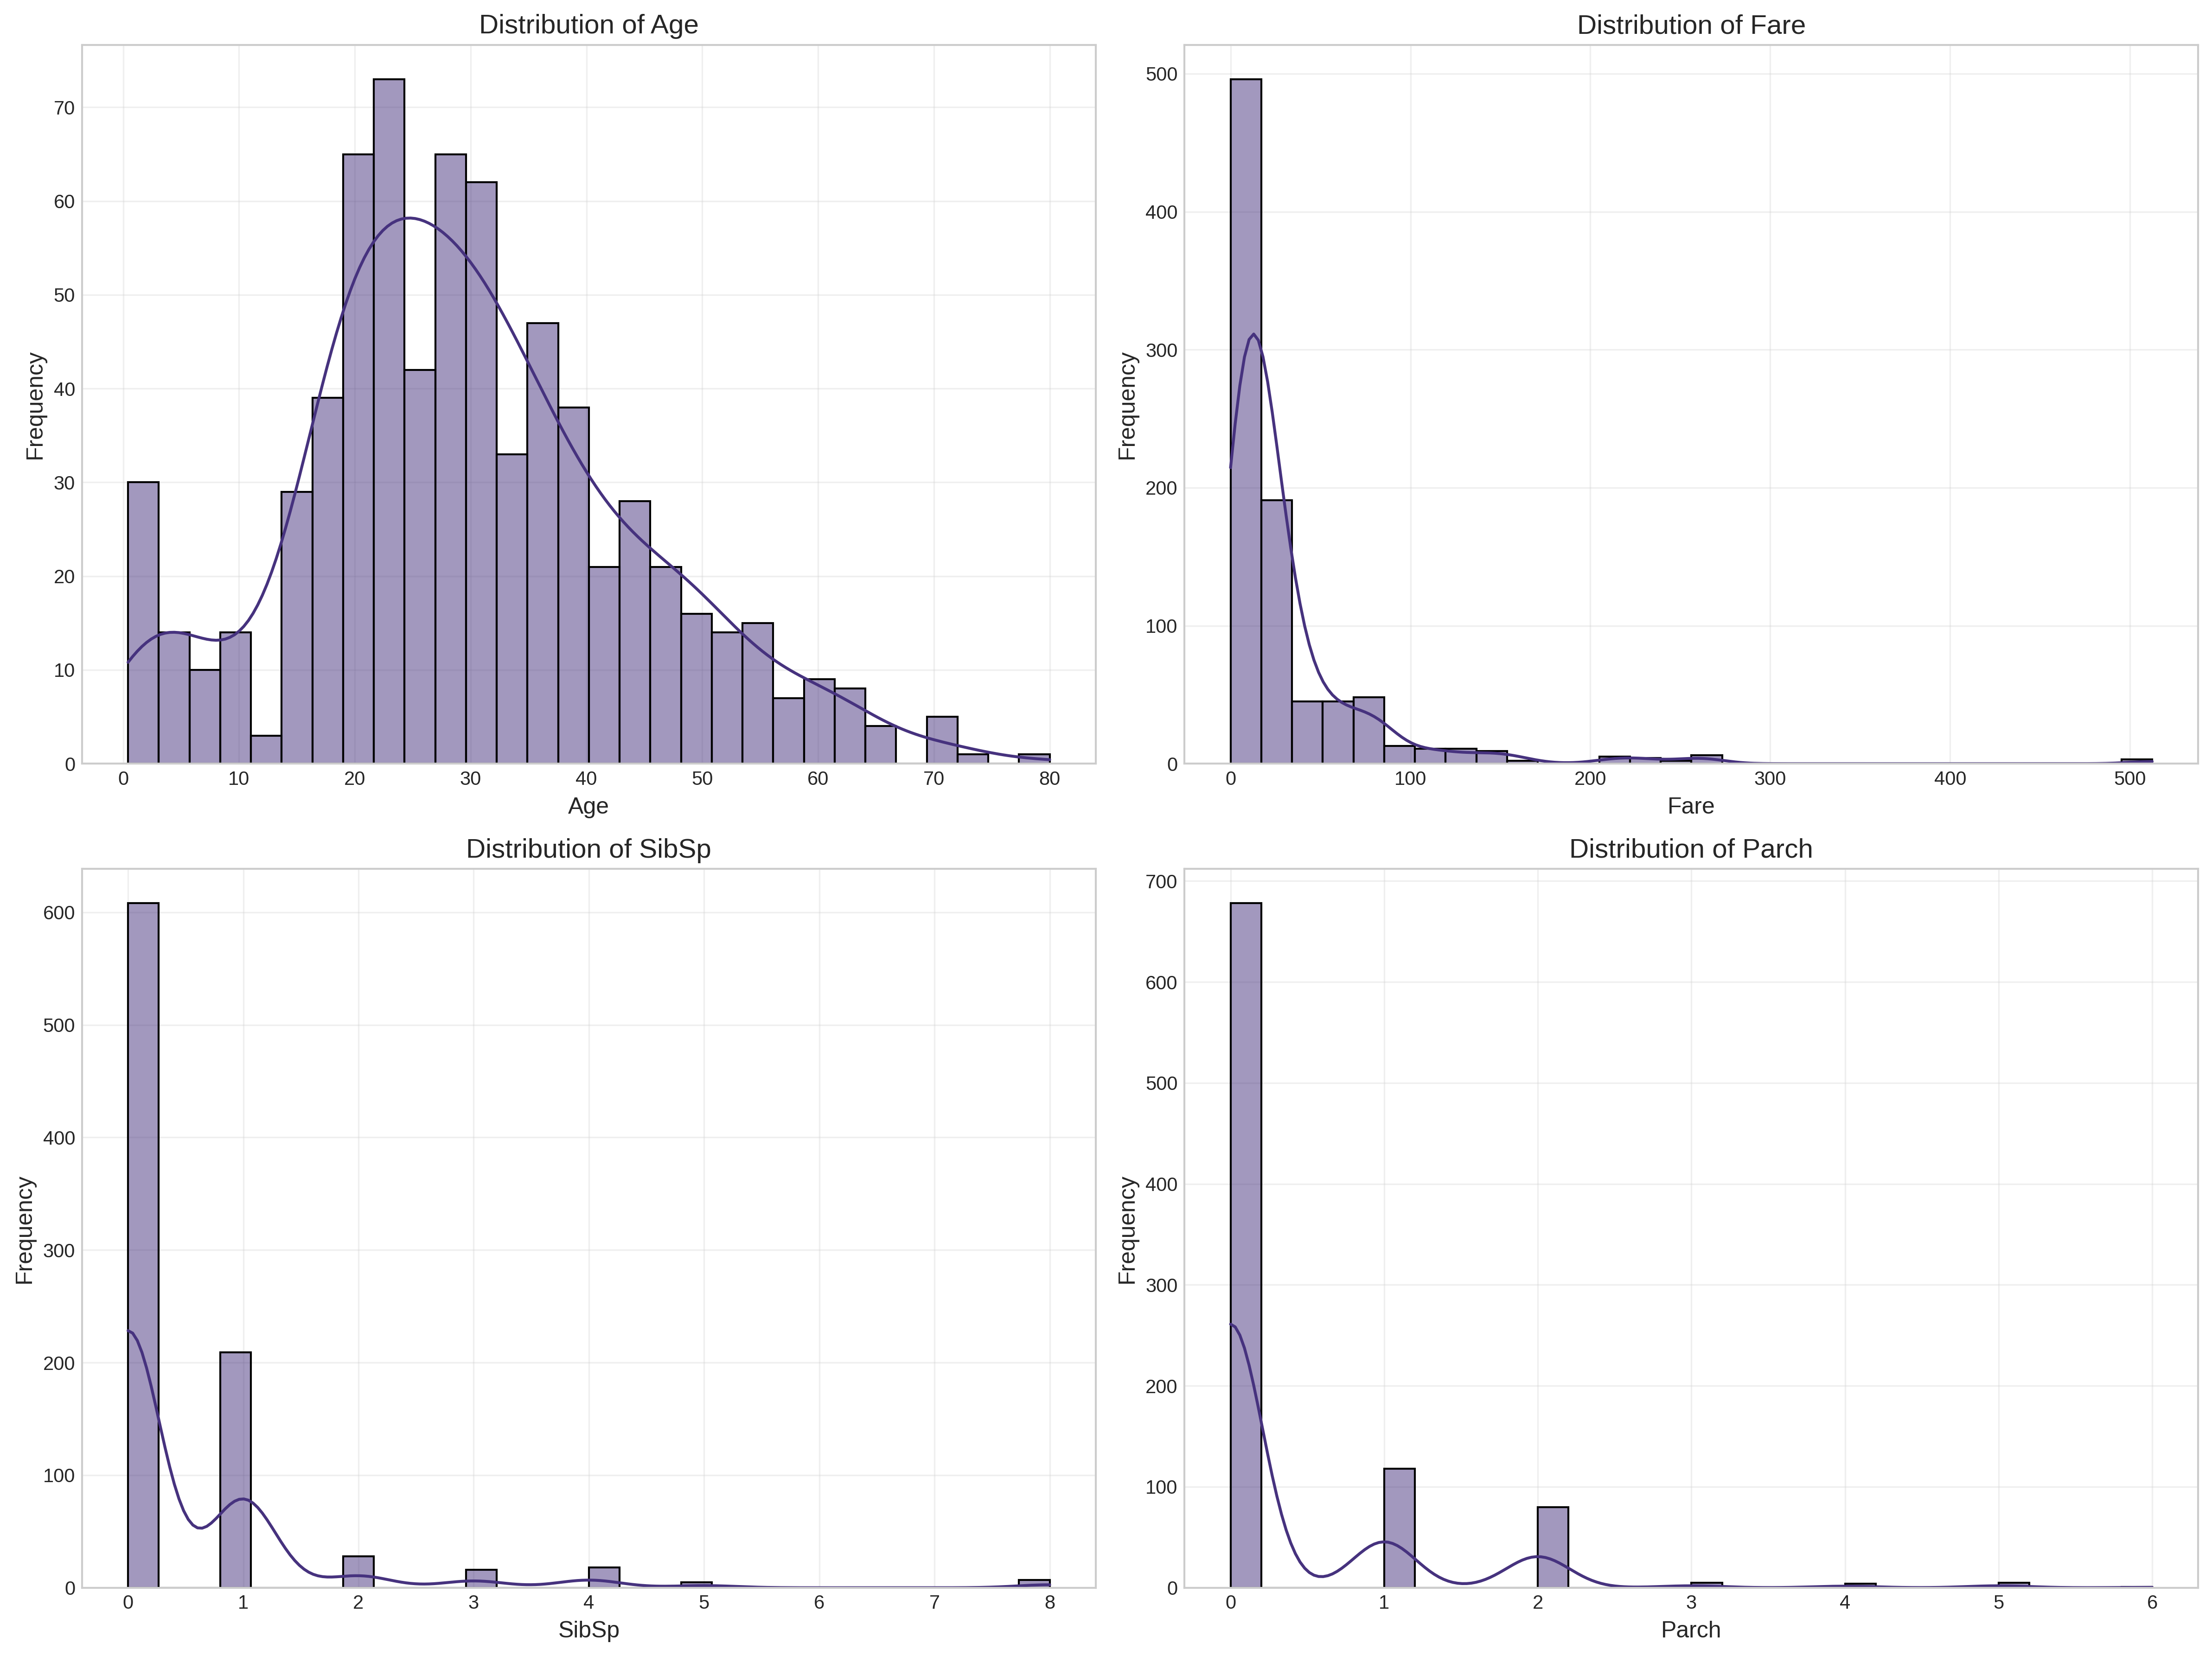 Distribution of Age
Frequency
70
60
50
40
30
20
10
0
0 10 20 30 40 50 60 70 80
Age
Distribution of Fare
Frequency
500
400
300
200
100
0
0 100 200 300 400 500
Fare
Distribution of SibSp
Frequency
600
500
400
300
200
100
0
0 1 2 3 4 5 6 7 8
SibSp
Distribution of Parch
Frequency
700
600
500
400
300
200
100
0
0 1 2 3 4 5 6
Parch